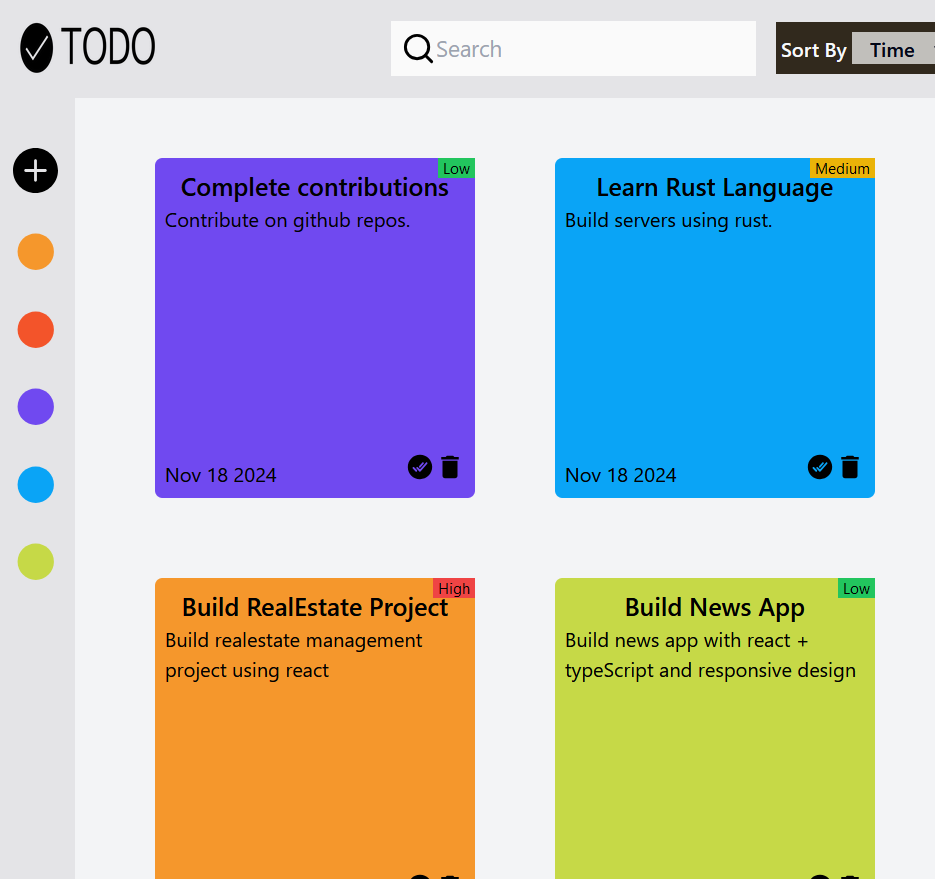 TODO
Search
Sort By Time
Low
Complete contributions
Contribute on github repos.
Nov 18 2024
Medium
Learn Rust Language
Build servers using rust.
Nov 18 2024
High
Build RealEstate Project
Build realestate management
project using react
Low
Build News App
Build news app with react +
typeScript and responsive design